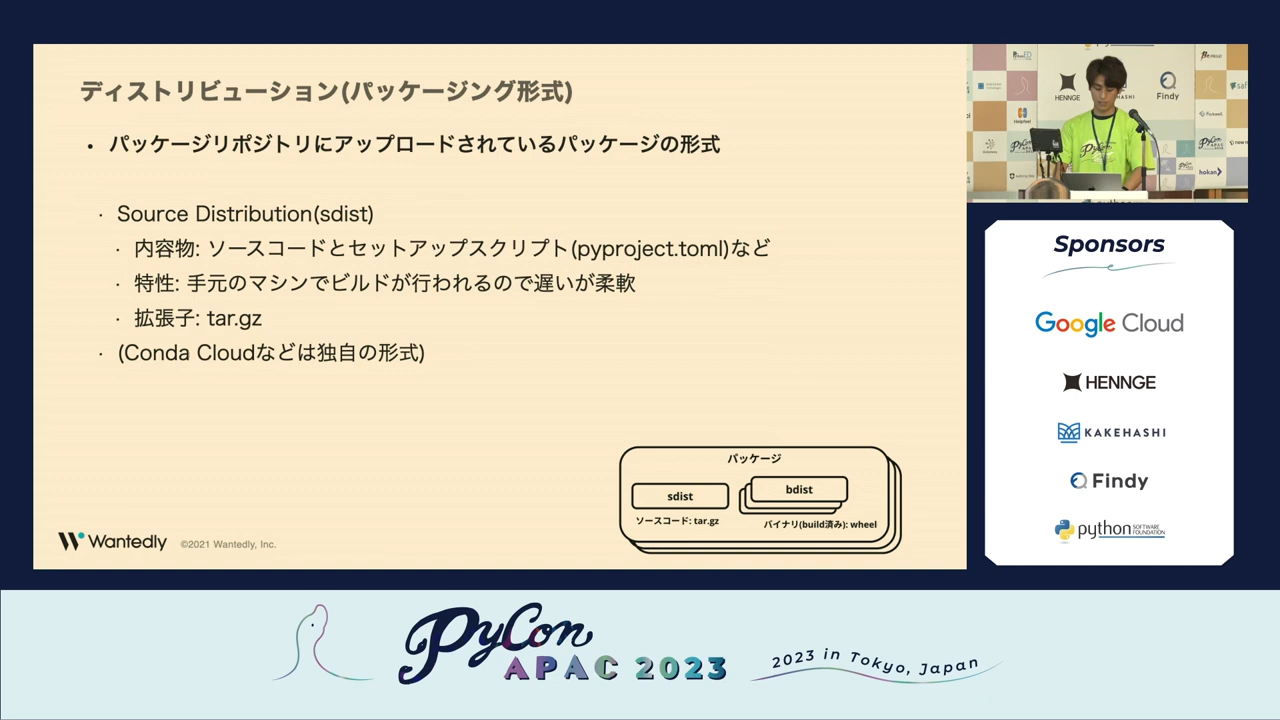 ディストリビューション(パッケージング形式)
・ パッケージリポジトリにアップロードされているパッケージの形式
・ Source Distribution(sdist)
・ 内容物: ソースコードとセットアップスクリプト(pyproject.toml)など
・ 特性: 手元のマシンでビルドが行われるので遅いが柔軟
・ 拡張子: tar.gz
・ (Conda Cloudなどは独自の形式)
パッケージ
sdist
bdist
ソースコード: tar.gz
バイナリ(build済み): wheel
Wantedly
©2021 Wantedly, Inc.
HENNGE
Findy
hokan
Sponsors
Google Cloud
HENNGE
KAKEHASHI
Findy
python SOFTWARE FOUNDATION
PyCon
APAC 2023
2023 in Tokyo, Japan